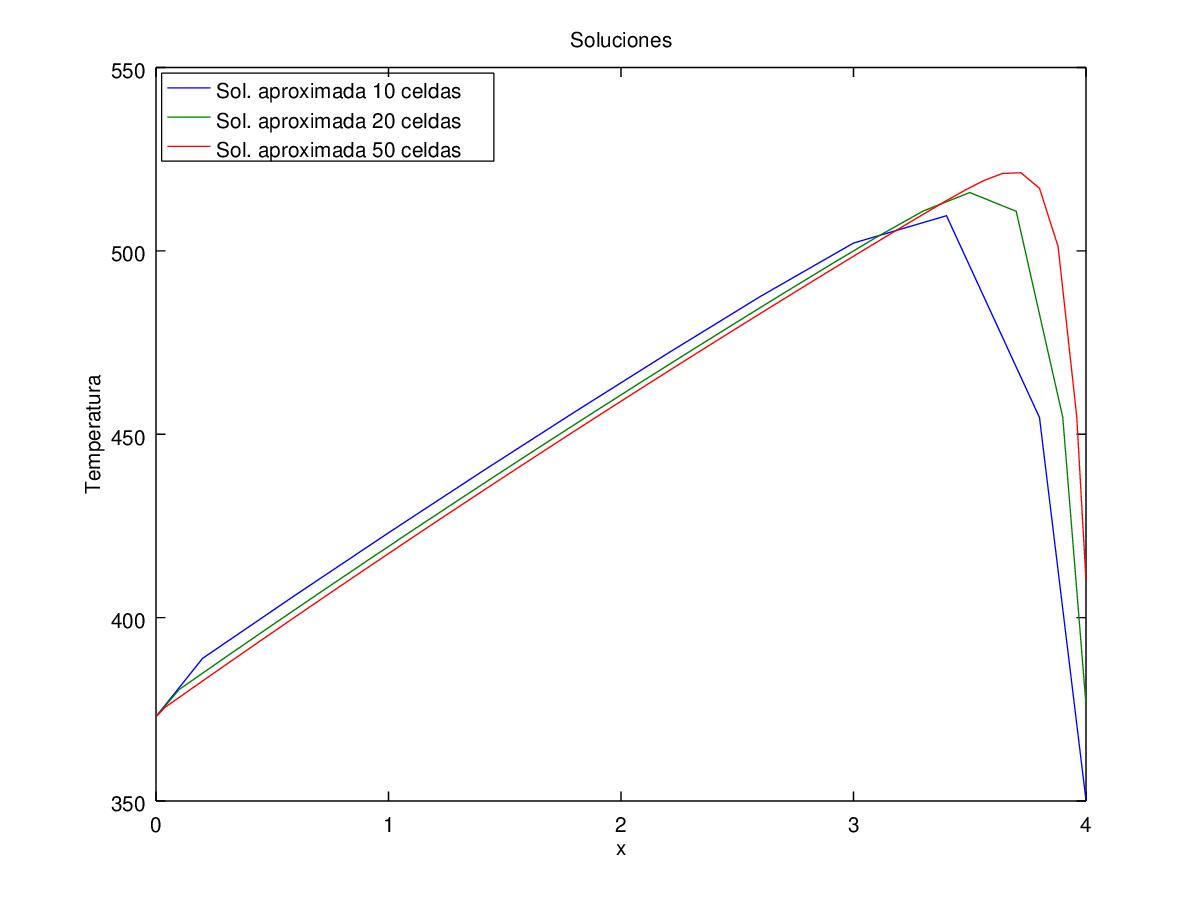 Soluciones
550
Sol. aproximada 10 celdas
Sol. aproximada 20 celdas
Sol. aproximada 50 celdas
500
450
Temperatura
400
350
0 1 2 3 4
x